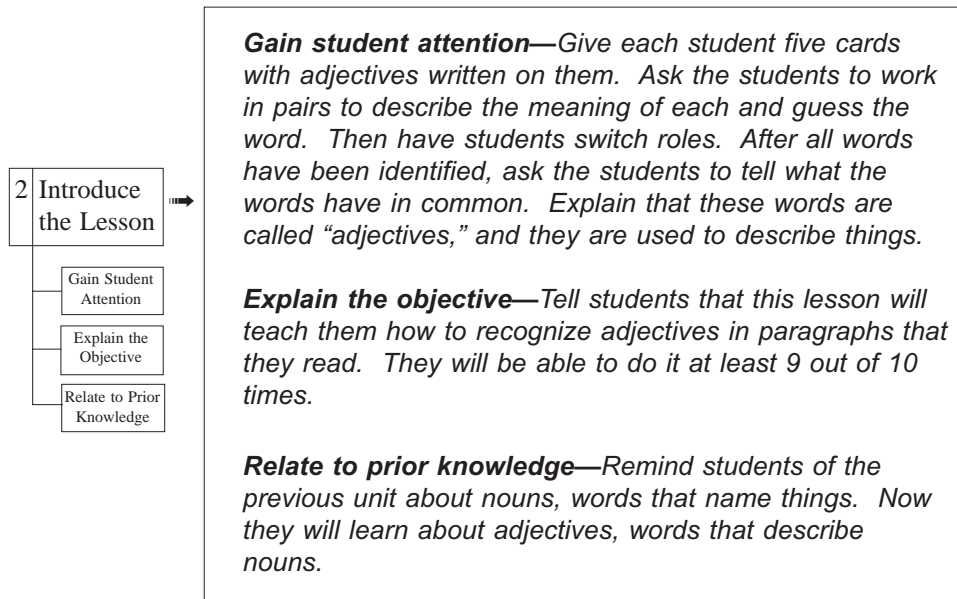 2 Introduce
the Lesson
Gain Student
Attention
Explain the
Objective
Relate to Prior
Knowledge
Gain student attention—Give each student five cards
with adjectives written on them.  Ask the students to work
in pairs to describe the meaning of each and guess the
word.  Then have students switch roles.  After all words
have been identified, ask the students to tell what the
words have in common.  Explain that these words are
called “adjectives,” and they are used to describe things.
Explain the objective—Tell students that this lesson will
teach them how to recognize adjectives in paragraphs that
they read.  They will be able to do it at least 9 out of 10
times.
Relate to prior knowledge—Remind students of the
previous unit about nouns, words that name things.  Now
they will learn about adjectives, words that describe
nouns.